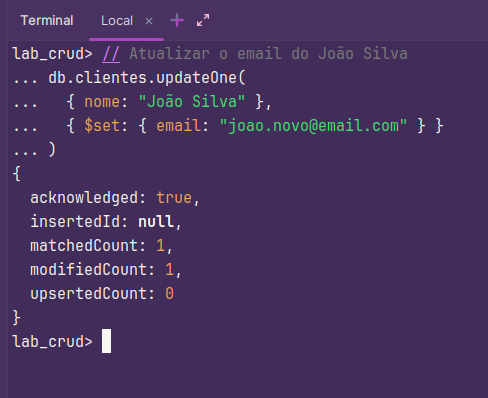 Terminal Local × + ⤢
lab_crud> // Atualizar o email do João Silva
... db.clientes.updateOne(
...   { nome: "João Silva" },
...   { $set: { email: "joao.novo@email.com" } }
... )
{
  acknowledged: true,
  insertedId: null,
  matchedCount: 1,
  modifiedCount: 1,
  upsertedCount: 0
}
lab_crud>